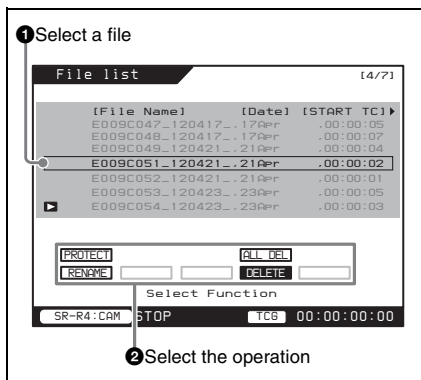 ❶Select a file
File list [4/7]
[File Name] [Date] [START TC]
E009C047_120417_.17Apr .00:00:05
E009C048_120417_.17Apr .00:00:07
E009C049_120421_.21Apr .00:00:04
E009C051_120421_.21Apr .00:00:02
E009C052_120421_.21Apr .00:00:01
E009C053_120423_.23Apr .00:00:05
E009C054_120423_.23Apr .00:00:03
PROTECT ALL DEL
RENAME DELETE
Select Function
SR-R4:CAM STOP TCG 00:00:00:00
❷Select the operation